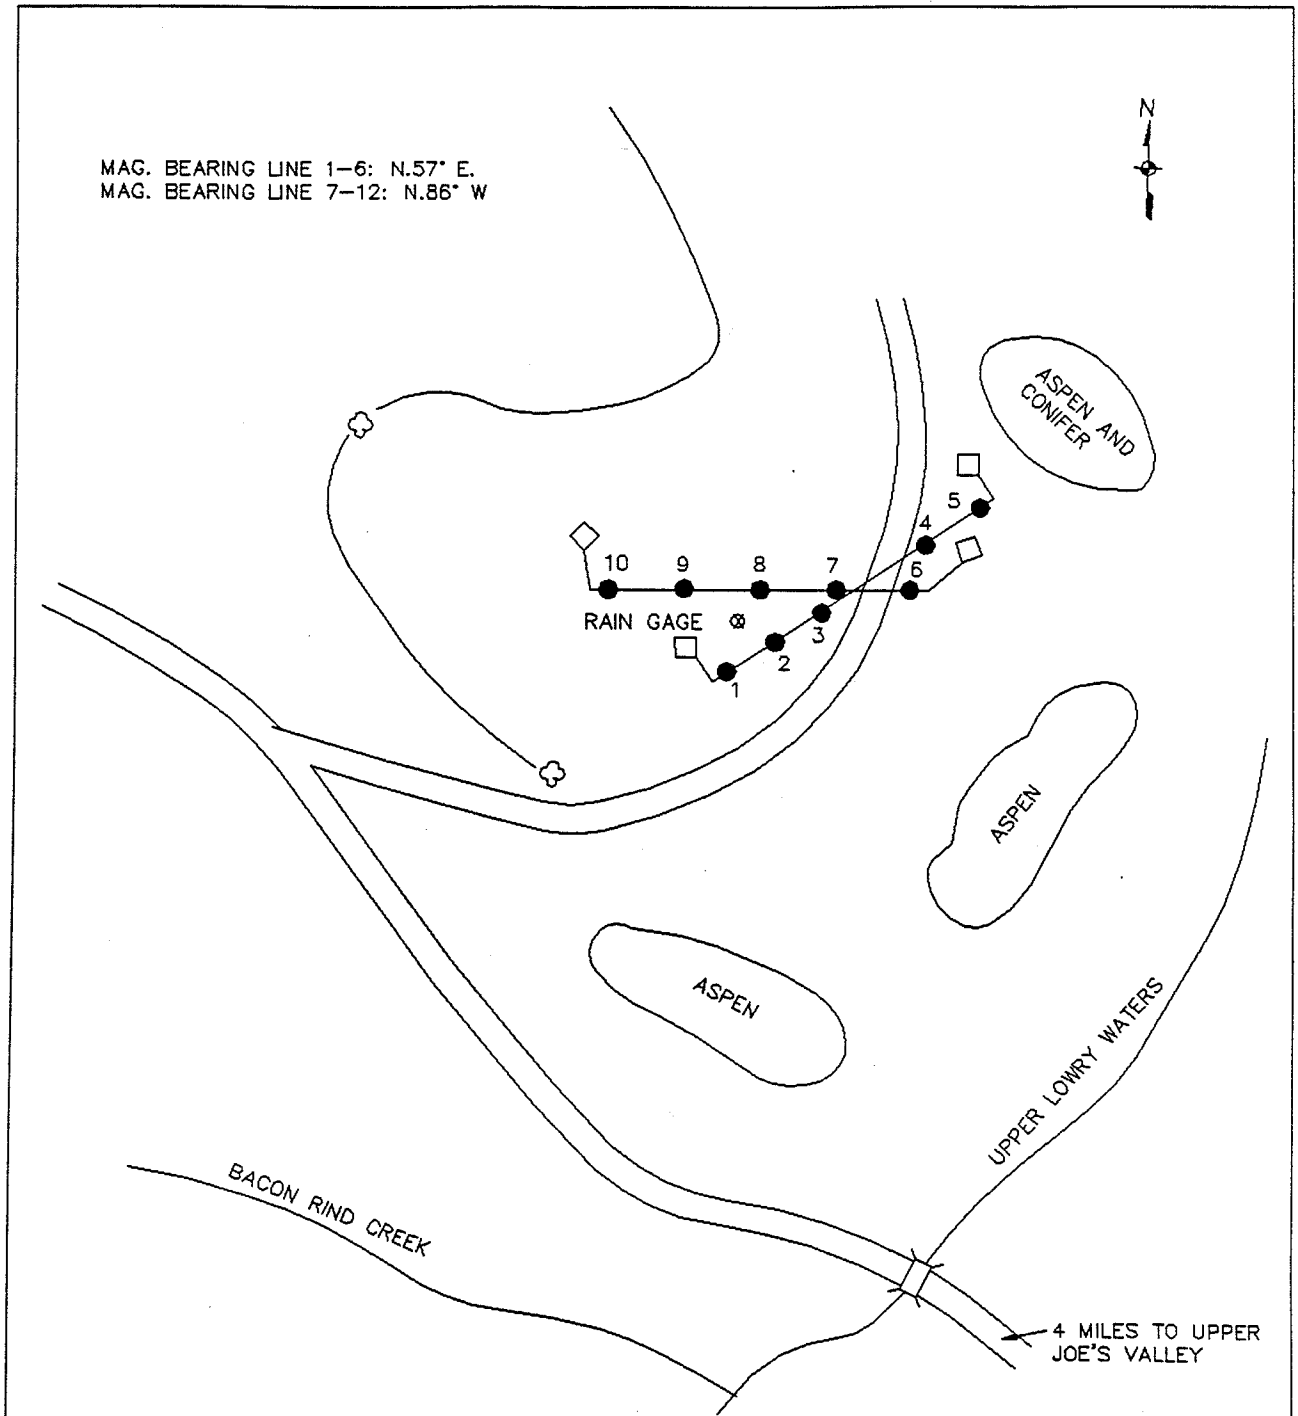 MAG. BEARING LINE 1-6: N.57° E.
MAG. BEARING LINE 7-12: N.86° W
N
ASPEN AND
CONIFER
5
4
10
9
8
7
6
RAIN GAGE
3
2
1
ASPEN
ASPEN
UPPER LOWRY WATERS
BACON RIND CREEK
4 MILES TO UPPER
JOE'S VALLEY